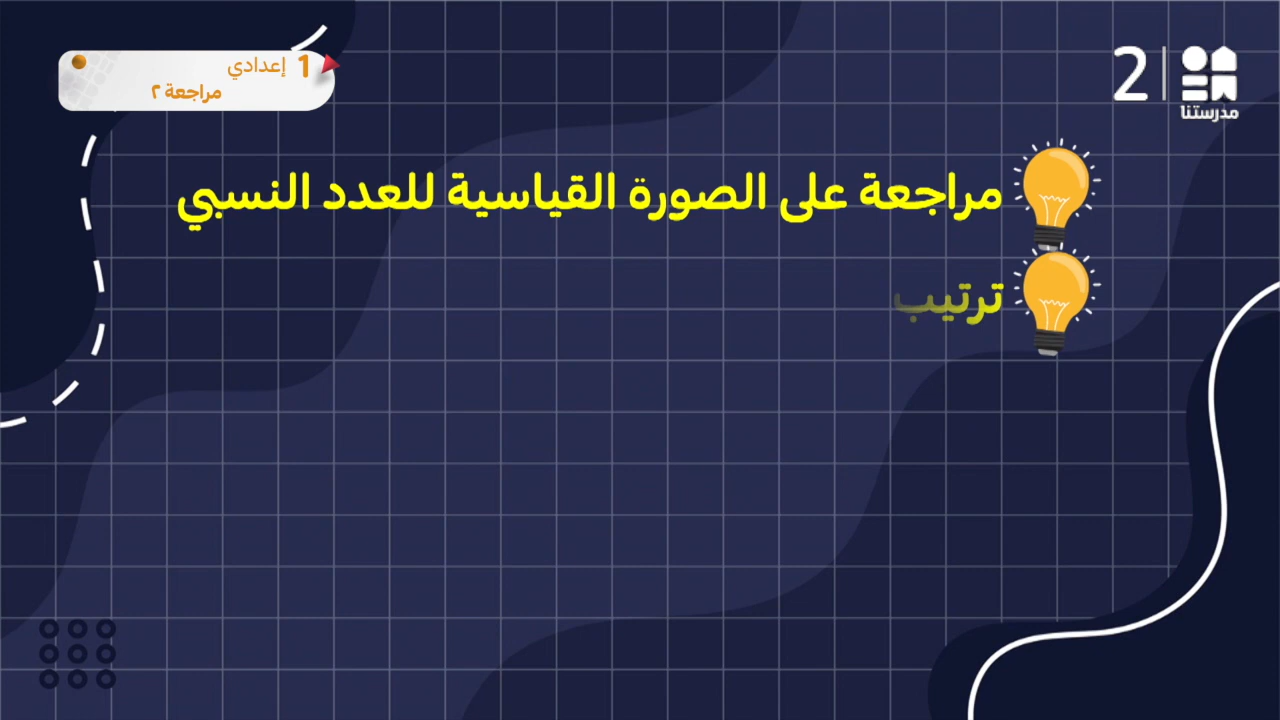 1 إعدادي
مراجعة ٢
2
مدرستنا
مراجعة على الصورة القياسية للعدد النسبي
ترتيب